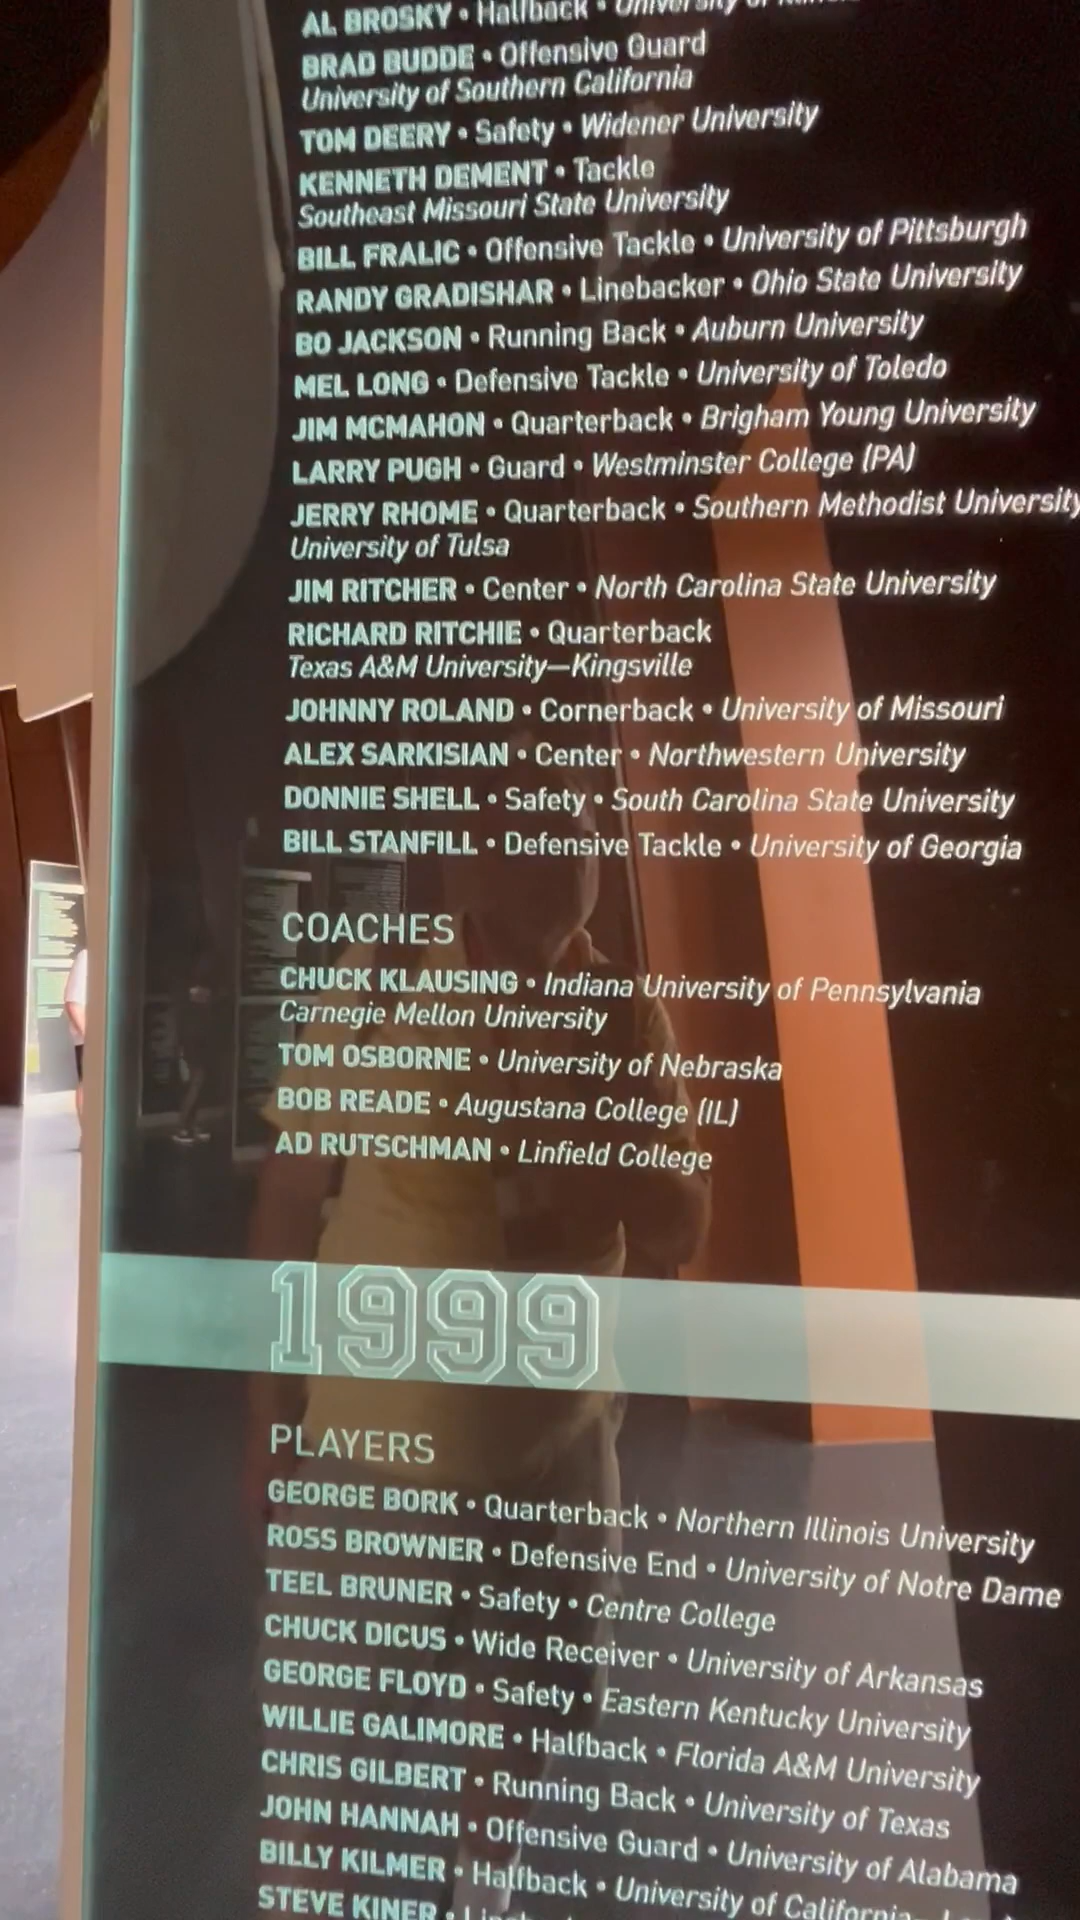 AL BROSKY • Halfback • University of
BRAD BUDDE • Offensive Guard
University of Southern California
TOM DEERY • Safety • Widener University
KENNETH DEMENT • Tackle
Southeast Missouri State University
BILL FRALIC • Offensive Tackle • University of Pittsburgh
RANDY GRADISHAR • Linebacker • Ohio State University
BO JACKSON • Running Back • Auburn University
MEL LONG • Defensive Tackle • University of Toledo
JIM MCMAHON • Quarterback • Brigham Young University
LARRY PUGH • Guard • Westminster College (PA)
JERRY RHOME • Quarterback • Southern Methodist University
University of Tulsa
JIM RITCHER • Center • North Carolina State University
RICHARD RITCHIE • Quarterback
Texas A&M University—Kingsville
JOHNNY ROLAND • Cornerback • University of Missouri
ALEX SARKISIAN • Center • Northwestern University
DONNIE SHELL • Safety • South Carolina State University
BILL STANFILL • Defensive Tackle • University of Georgia
COACHES
CHUCK KLAUSING • Indiana University of Pennsylvania
Carnegie Mellon University
TOM OSBORNE • University of Nebraska
BOB READE • Augustana College (IL)
AD RUTSCHMAN • Linfield College
1999
PLAYERS
GEORGE BORK • Quarterback • Northern Illinois University
ROSS BROWNER • Defensive End • University of Notre Dame
TEEL BRUNER • Safety • Centre College
CHUCK DICUS • Wide Receiver • University of Arkansas
GEORGE FLOYD • Safety • Eastern Kentucky University
WILLIE GALIMORE • Halfback • Florida A&M University
CHRIS GILBERT • Running Back • University of Texas
JOHN HANNAH • Offensive Guard • University of Alabama
BILLY KILMER • Halfback • University of California
STEVE KINER •